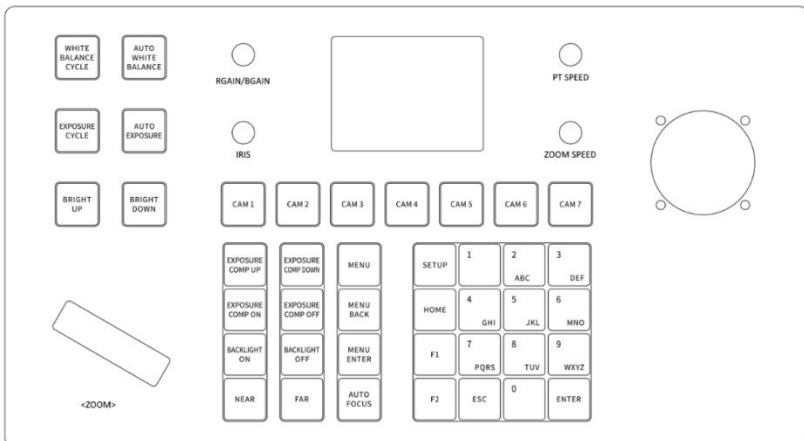 WHITE
BALANCE
CYCLE
AUTO
WHITE
BALANCE
RGAIN/BGAIN
PT SPEED
EXPOSURE
CYCLE
AUTO
EXPOSURE
IRIS
ZOOM SPEED
BRIGHT
UP
BRIGHT
DOWN
CAM 1
CAM 2
CAM 3
CAM 4
CAM 5
CAM 6
CAM 7
EXPOSURE
COMP UP
EXPOSURE
COMP DOWN
MENU
SETUP
1
2
ABC
3
DEF
EXPOSURE
COMP ON
EXPOSURE
COMP OFF
MENU
BACK
HOME
4
GHI
5
JKL
6
MNO
BACKLIGHT
ON
BACKLIGHT
OFF
MENU
ENTER
F1
7
PQRS
8
TUV
9
WXYZ
NEAR
FAR
AUTO
FOCUS
F2
ESC
0
ENTER
<ZOOM>